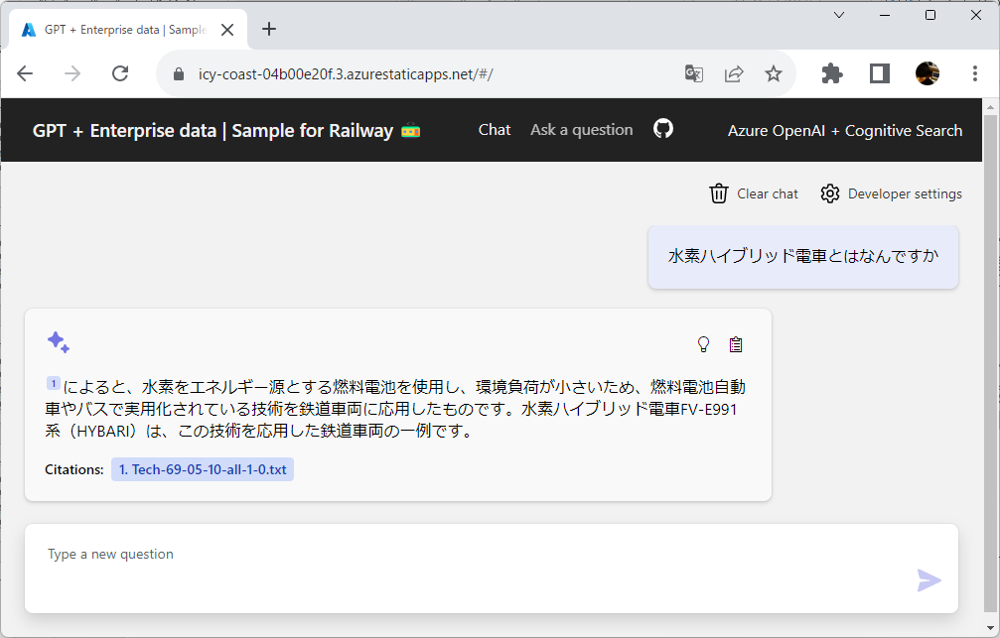 GPT + Enterprise data | Sample
icy-coast-04b00e20f.3.azurestaticapps.net/#/
GPT + Enterprise data | Sample for Railway
Chat
Ask a question
Azure OpenAI + Cognitive Search
Clear chat
Developer settings
水素ハイブリッド電車とはなんですか
1 によると、水素をエネルギー源とする燃料電池を使用し、環境負荷が小さいため、燃料電池自動
車やバスで実用化されている技術を鉄道車両に応用したものです。水素ハイブリッド電車FV-E991
系（HYBARI）は、この技術を応用した鉄道車両の一例です。
Citations: 1. Tech-69-05-10-all-1-0.txt
Type a new question